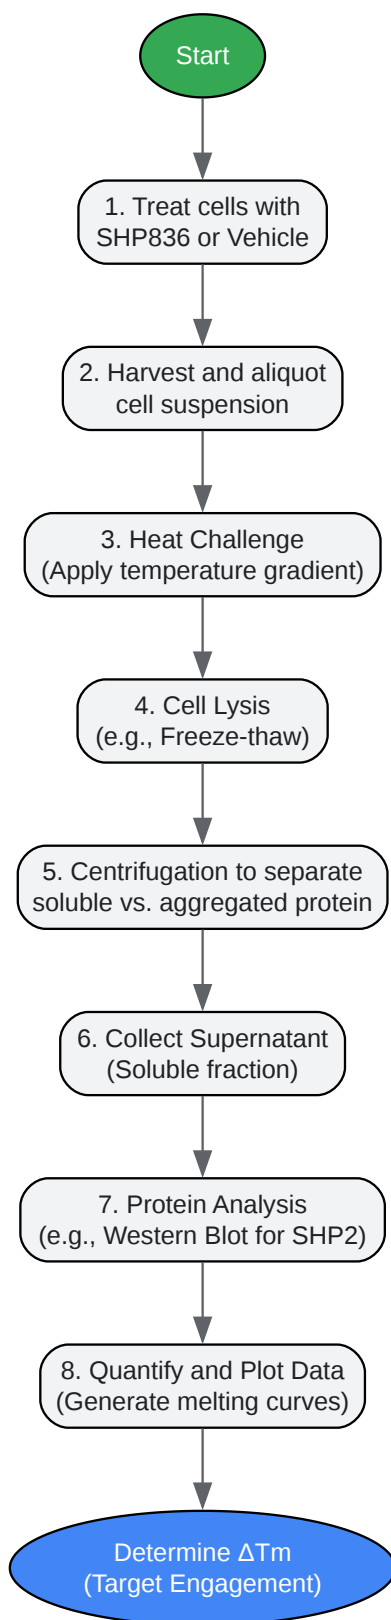 Start
1. Treat cells with
SHP836 or Vehicle
2. Harvest and aliquot
cell suspension
3. Heat Challenge
(Apply temperature gradient)
4. Cell Lysis
(e.g., Freeze-thaw)
5. Centrifugation to separate
soluble vs. aggregated protein
6. Collect Supernatant
(Soluble fraction)
7. Protein Analysis
(e.g., Western Blot for SHP2)
8. Quantify and Plot Data
(Generate melting curves)
Determine ΔTm
(Target Engagement)